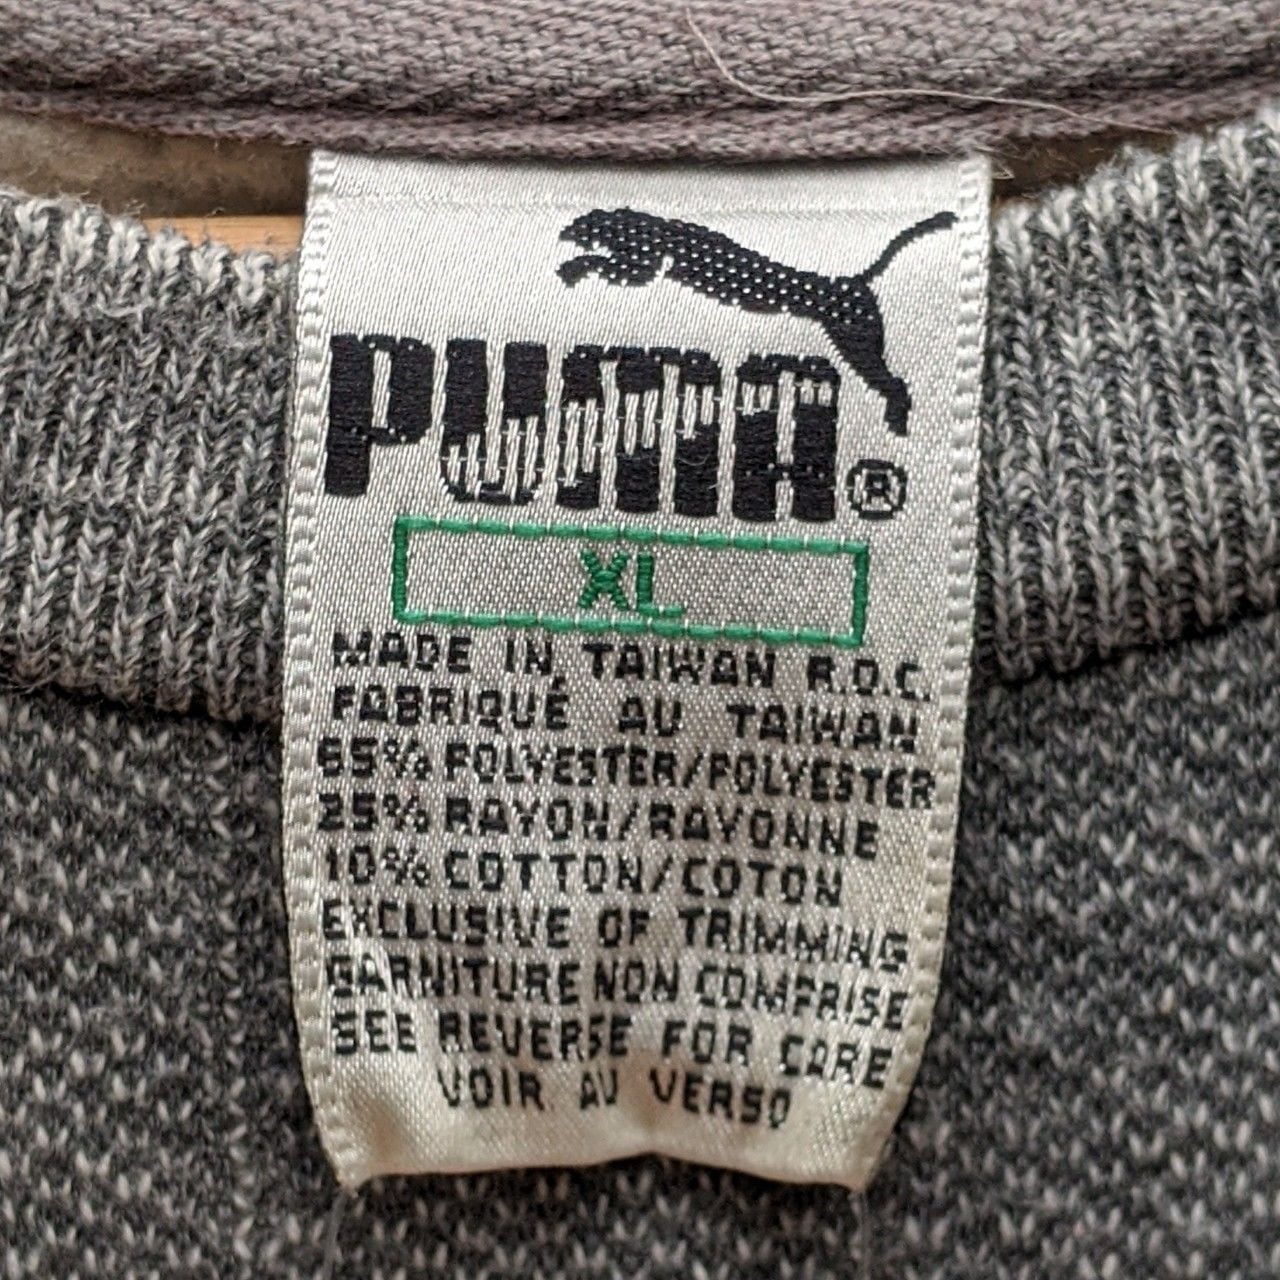 PUMA®
XL
MADE IN TAIWAN R.O.C.
FABRIQUÉ AU TAIWAN
65% POLYESTER/POLYESTER
25% RAYON/RAYONNE
10% COTTON/COTON
EXCLUSIVE OF TRIMMING
GARNITURE NON COMPRISE
SEE REVERSE FOR CARE
VOIR AU VERSO